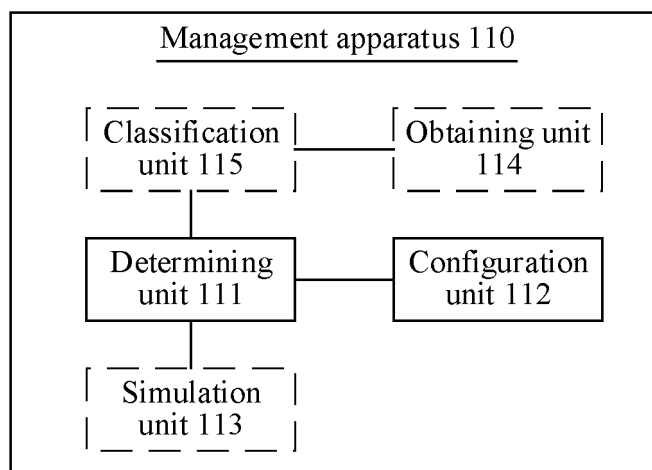 Management apparatus 110
Classification
unit 115
Obtaining unit
114
Determining
unit 111
Configuration
unit 112
Simulation
unit 113